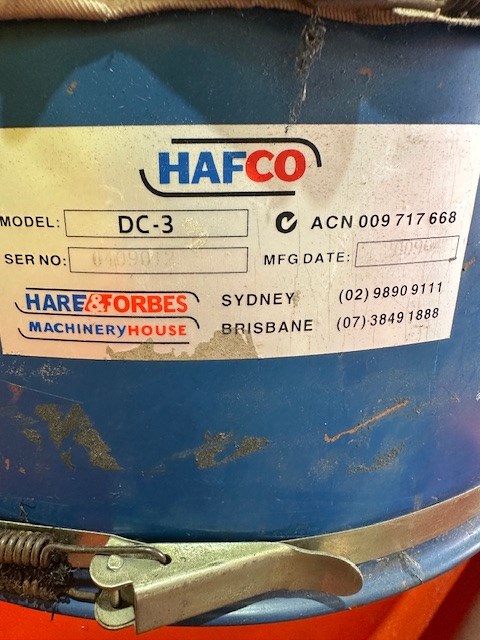 HAFCO
MODEL: DC-3 ACN 009 717 668
SER NO: MFG DATE:
HARE & FORBES SYDNEY (02) 9890 9111
MACHINERYHOUSE BRISBANE (07) 3849 1888